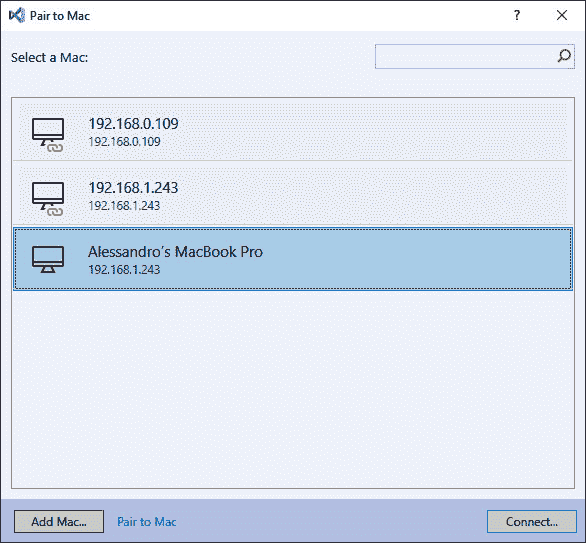 Pair to Mac
?
Select a Mac:
192.168.0.109
192.168.0.109
192.168.1.243
192.168.1.243
Alessandro's MacBook Pro
192.168.1.243
Add Mac... Pair to Mac Connect...